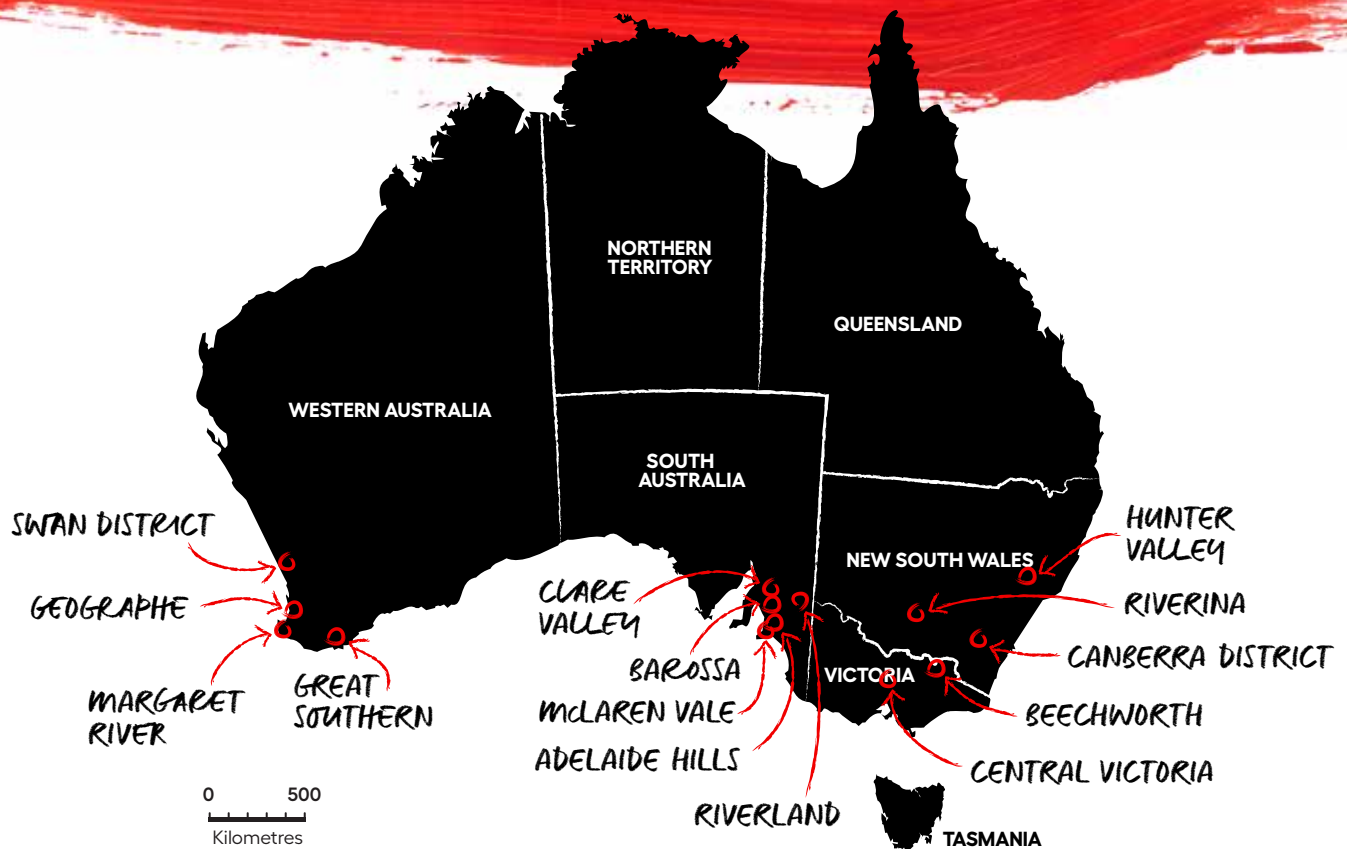 NORTHERN
TERRITORY
QUEENSLAND
WESTERN AUSTRALIA
SOUTH
AUSTRALIA
NEW SOUTH WALES
VICTORIA
TASMANIA
SWAN DISTRICT
GEOGRAPHE
MARGARET
RIVER
GREAT
SOUTHERN
CLARE
VALLEY
BAROSSA
McLAREN VALE
ADELAIDE HILLS
RIVERLAND
HUNTER
VALLEY
RIVERINA
CANBERRA DISTRICT
BEECHWORTH
CENTRAL VICTORIA
0 500
Kilometres